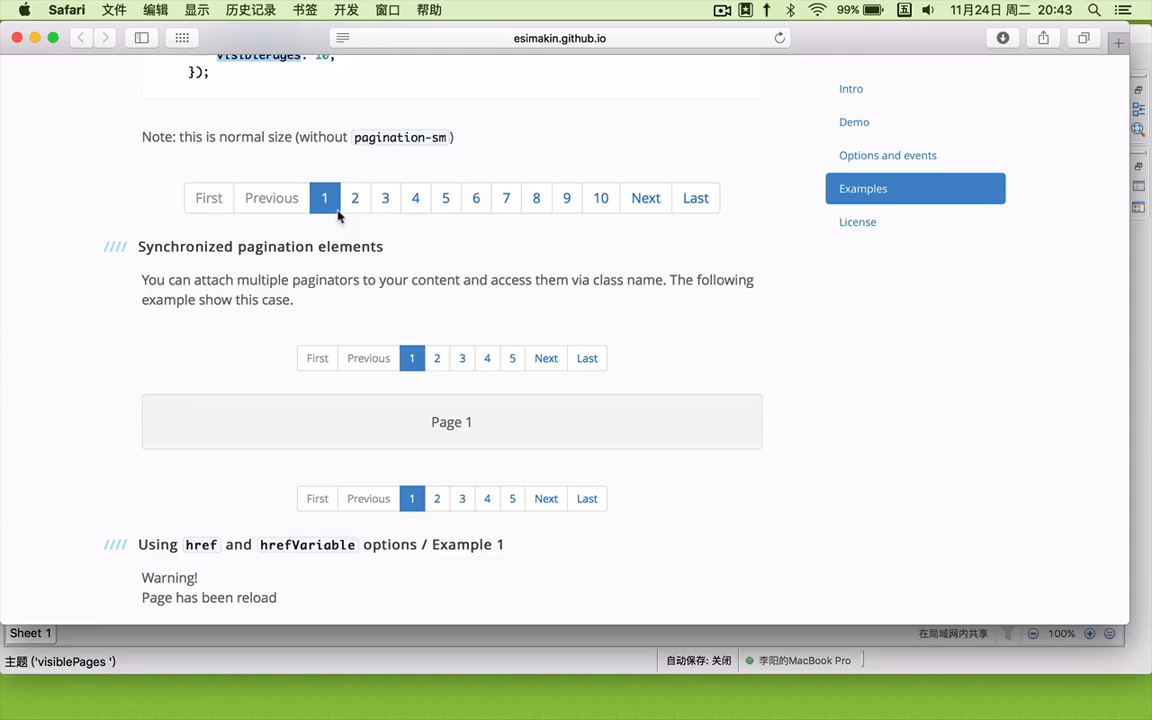 Safari 文件 编辑 显示 历史记录 书签 开发 窗口 帮助 99% 五 11月24日 周二 20:43
esimakin.github.io
visiblePages: 10,
});
Note: this is normal size (without pagination-sm)
First Previous 1 2 3 4 5 6 7 8 9 10 Next Last
//// Synchronized pagination elements
You can attach multiple paginators to your content and access them via class name. The following
example show this case.
First Previous 1 2 3 4 5 Next Last
Page 1
First Previous 1 2 3 4 5 Next Last
//// Using href and hrefVariable options / Example 1
Warning!
Page has been reload
Intro
Demo
Options and events
Examples
License
Sheet 1 在局域网内共享 100%
主题 ('visiblePages ') 自动保存: 关闭 李阳的MacBook Pro